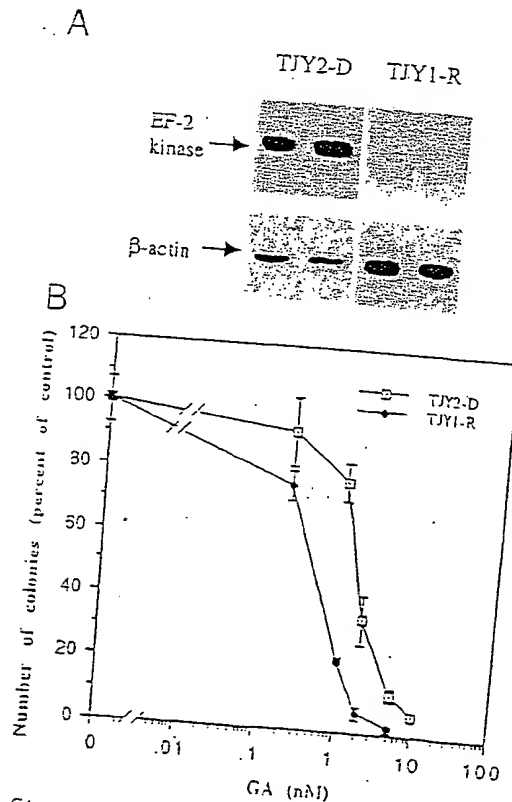 A
TJY2-D TJY1-R
EF-2
kinase
β-actin
B
Number of colonies (percent of control)
120
100
80
60
40
20
0
TJY2-D
TJY1-R
0 .01 .1 1 10 100
GA (nM)